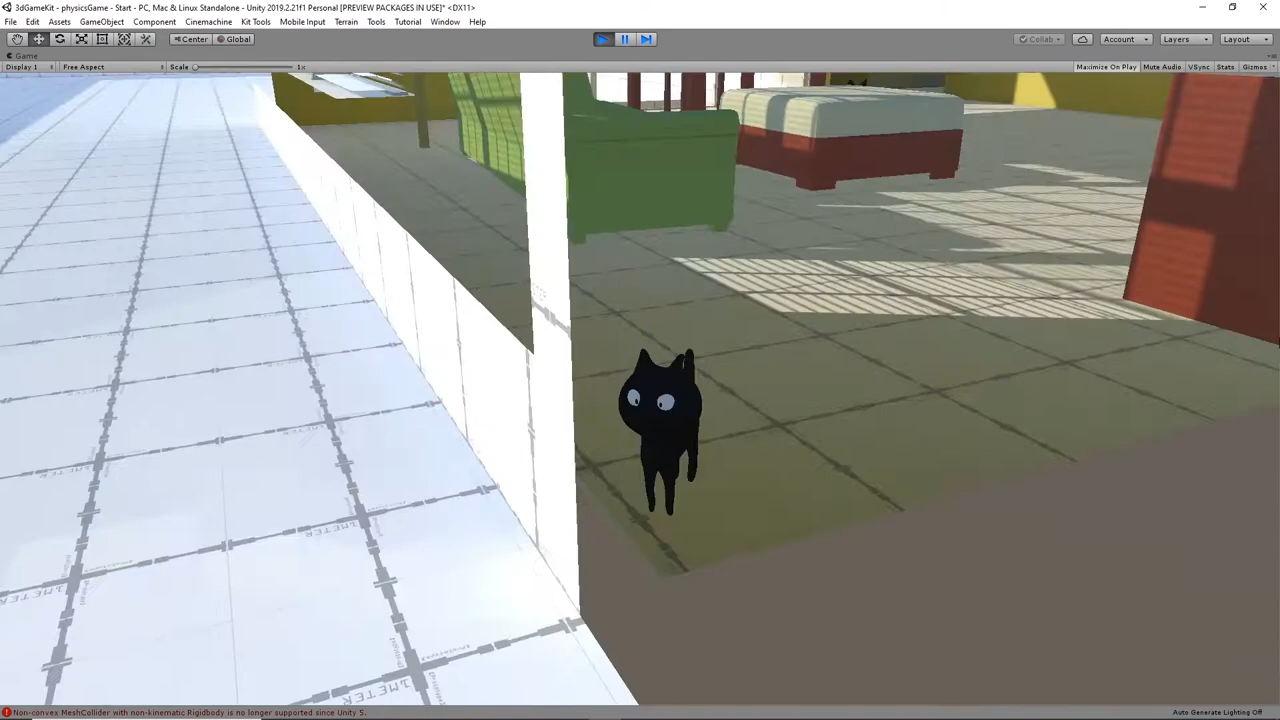 3dGameKit - physicsGame - Start - PC, Mac & Linux Standalone - Unity 2019.2.21f1 Personal [PREVIEW PACKAGES IN USE]* <DX11>
File Edit Assets GameObject Component Cinemachine Kit Tools Mobile Input Terrain Tools Tutorial Window Help
Center Global Collab Account Layers Layout
Game
Display 1 Free Aspect Scale 1x Maximize On Play Mute Audio VSync Stats Gizmos
1METER
1METER
1METER
Non-convex MeshCollider with non-kinematic Rigidbody is no longer supported since Unity 5.
Auto Generate Lighting Off